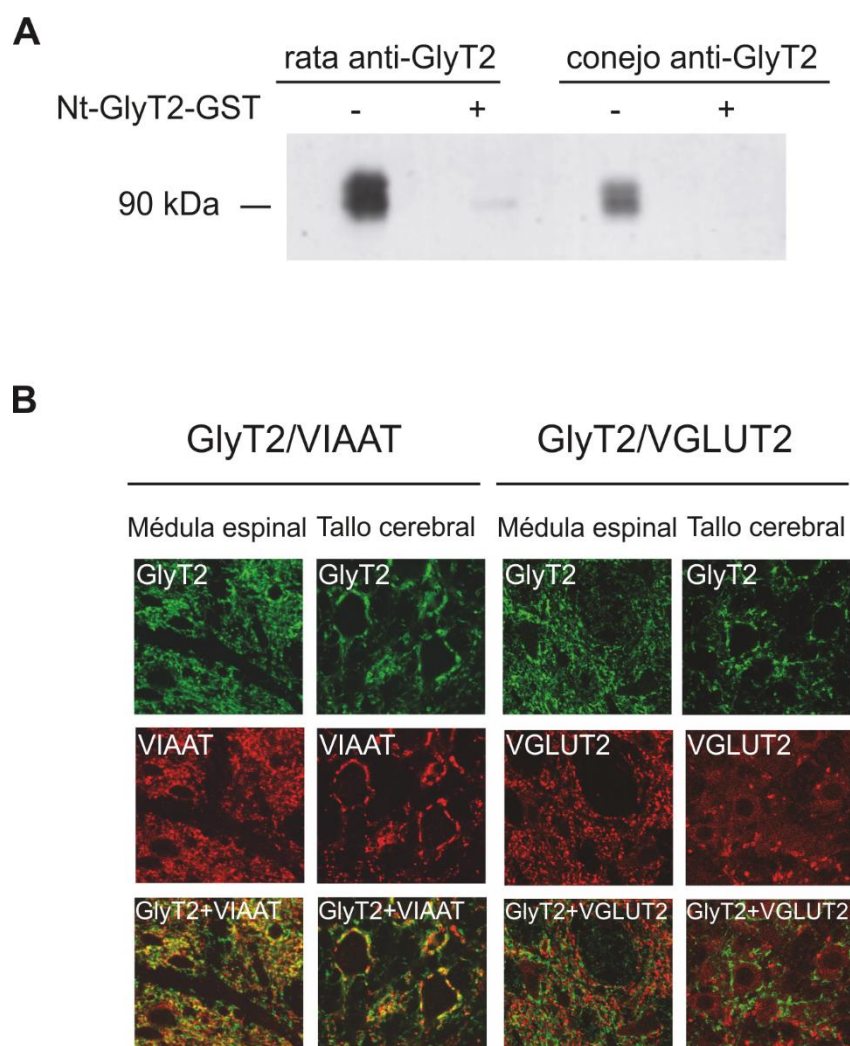 A
rata anti-GlyT2 conejo anti-GlyT2
Nt-GlyT2-GST - + - +
90 kDa —
B
GlyT2/VIAAT GlyT2/VGLUT2
Médula espinal Tallo cerebral Médula espinal Tallo cerebral
GlyT2 GlyT2 GlyT2 GlyT2
VIAAT VIAAT VGLUT2 VGLUT2
GlyT2+VIAAT GlyT2+VIAAT GlyT2+VGLUT2 GlyT2+VGLUT2